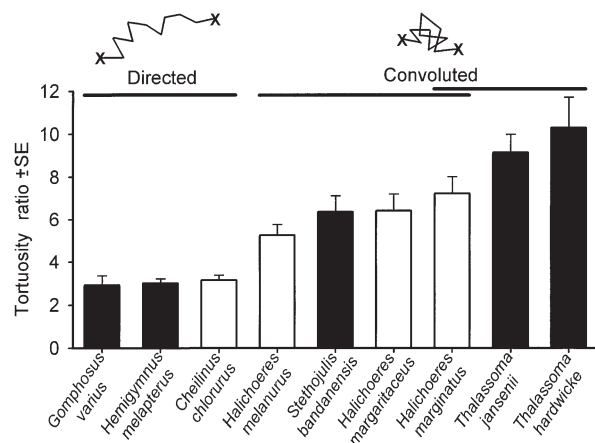 X X X X
Directed Convoluted
12
10
8
6
4
2
0
Tortuosity ratio ±SE
Gomphosus
varius
Hemigymnus
melapterus
Cheilinus
chlorurus
Halichoeres
melanurus
Stethojulis
bandanensis
Halichoeres
margaritaceus
Halichoeres
marginatus
Thalassoma
jansenii
Thalassoma
hardwicke